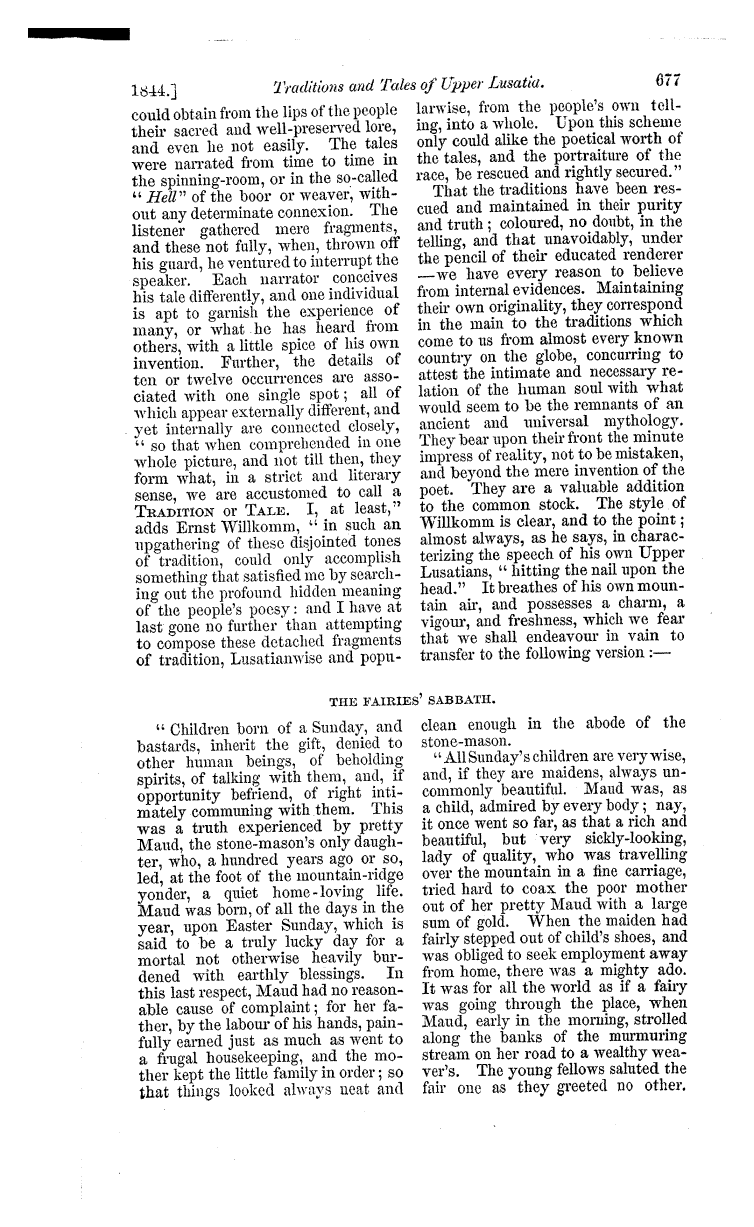 1844.] Traditions and Tales of Upper Lusatia. 677
could obtain from the lips of the people
their sacred and well-preserved lore,
and even he not easily. The tales
were narrated from time to time in
the spinning-room, or in the so-called
“ Hell” of the boor or weaver, with-
out any determinate connexion. The
listener gathered mere fragments,
and these not fully, when, thrown off
his guard, he ventured to interrupt the
speaker. Each narrator conceives
his tale differently, and one individual
is apt to garnish the experience of
many, or what he has heard from
others, with a little spice of his own
invention. Further, the details of
ten or twelve occurrences are asso-
ciated with one single spot; all of
which appear externally different, and
yet internally are connected closely,
“ so that when comprehended in one
whole picture, and not till then, they
form what, in a strict and literary
sense, we are accustomed to call a
TRADITION or TALE. I, at least,”
adds Ernst Willkomm, “ in such an
upgathering of these disjointed tones
of tradition, could only accomplish
something that satisfied me by search-
ing out the profound hidden meaning
of the people's poesy: and I have at
last gone no further than attempting
to compose these detached fragments
of tradition, Lusatianwise and popu-
larwise, from the people's own tell-
ing, into a whole. Upon this scheme
only could alike the poetical worth of
the tales, and the portraiture of the
race, be rescued and rightly secured.”
That the traditions have been res-
cued and maintained in their purity
and truth; coloured, no doubt, in the
telling, and that unavoidably, under
the pencil of their educated renderer
—we have every reason to believe
from internal evidences. Maintaining
their own originality, they correspond
in the main to the traditions which
come to us from almost every known
country on the globe, concurring to
attest the intimate and necessary re-
lation of the human soul with what
would seem to be the remnants of an
ancient and universal mythology.
They bear upon their front the minute
impress of reality, not to be mistaken,
and beyond the mere invention of the
poet. They are a valuable addition
to the common stock. The style of
Willkomm is clear, and to the point;
almost always, as he says, in charac-
terizing the speech of his own Upper
Lusatians, “ hitting the nail upon the
head.” It breathes of his own moun-
tain air, and possesses a charm, a
vigour, and freshness, which we fear
that we shall endeavour in vain to
transfer to the following version :—
THE FAIRIES' SABBATH.
“ Children born of a Sunday, and
bastards, inherit the gift, denied to
other human beings, of beholding
spirits, of talking with them, and, if
opportunity befriend, of right inti-
mately communing with them. This
was a truth experienced by pretty
Maud, the stone-mason's only daugh-
ter, who, a hundred years ago or so,
led, at the foot of the mountain-ridge
yonder, a quiet home-loving life.
Maud was born, of all the days in the
year, upon Easter Sunday, which is
said to be a truly lucky day for a
mortal not otherwise heavily bur-
dened with earthly blessings. In
this last respect, Maud had no reason-
able cause of complaint; for her fa-
ther, by the labour of his hands, pain-
fully earned just as much as went to
a frugal housekeeping, and the mo-
ther kept the little family in order; so
that things looked always neat and
clean enough in the abode of the
stone-mason.
“ All Sunday's children are very wise,
and, if they are maidens, always un-
commonly beautiful. Maud was, as
a child, admired by every body; nay,
it once went so far, as that a rich and
beautiful, but very sickly-looking,
lady of quality, who was travelling
over the mountain in a fine carriage,
tried hard to coax the poor mother
out of her pretty Maud with a large
sum of gold. When the maiden had
fairly stepped out of child's shoes, and
was obliged to seek employment away
from home, there was a mighty ado.
It was for all the world as if a fairy
was going through the place, when
Maud, early in the morning, strolled
along the banks of the murmuring
stream on her road to a wealthy wea-
ver's. The young fellows saluted the
fair one as they greeted no other.